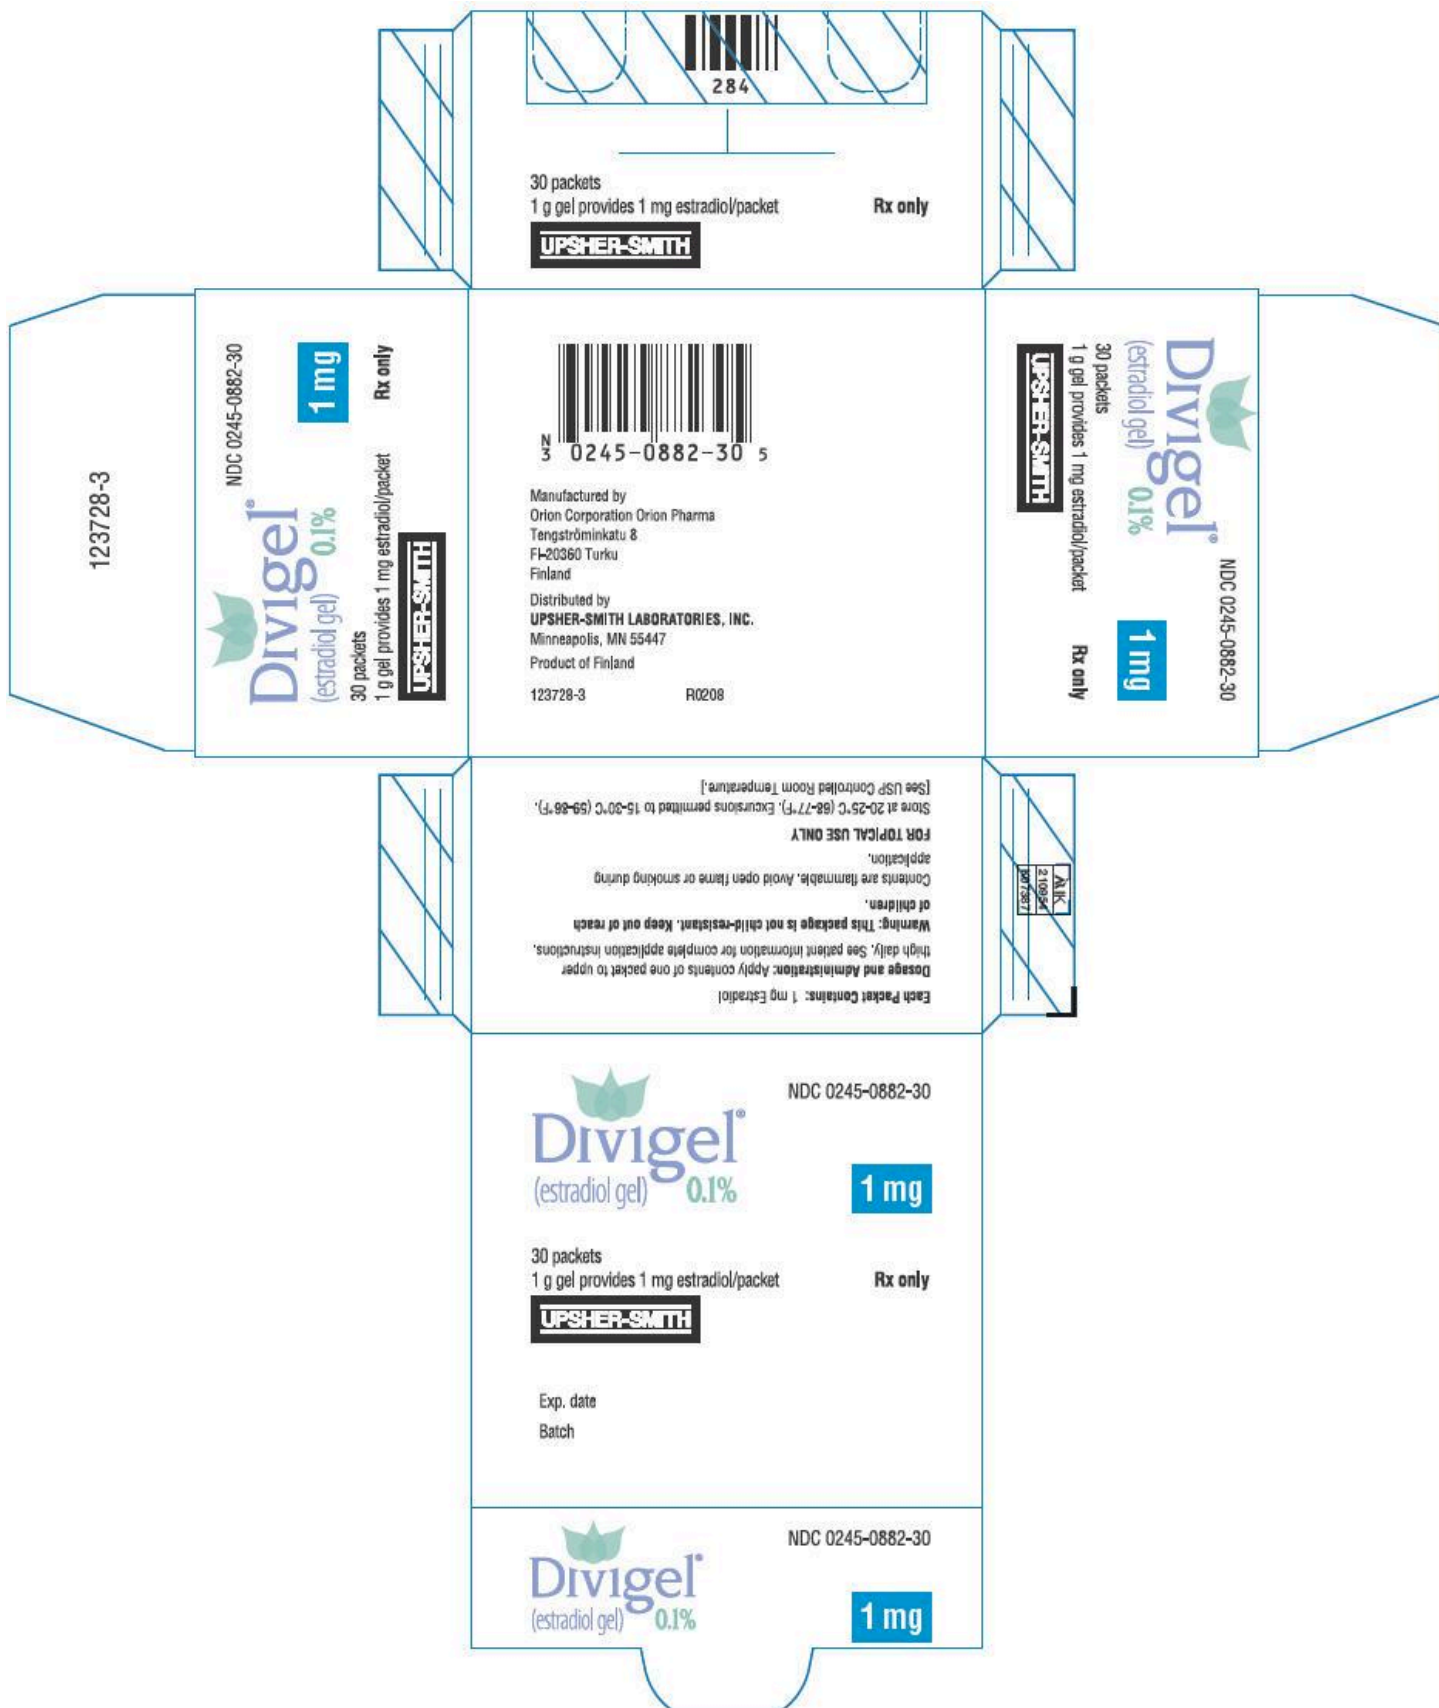 284
30 packets
1 g gel provides 1 mg estradiol/packet Rx only
UPSHER-SMITH
123728-3
NDC 0245-0882-30
Divigel®
(estradiol gel) 0.1%
1 mg
30 packets
1 g gel provides 1 mg estradiol/packet Rx only
UPSHER-SMITH
N
3 0245-0882-30 5
Manufactured by
Orion Corporation Orion Pharma
Tengströminkatu 8
FI-20360 Turku
Finland
Distributed by
UPSHER-SMITH LABORATORIES, INC.
Minneapolis, MN 55447
Product of Finland
123728-3 R0208
NDC 0245-0882-30
Divigel®
(estradiol gel) 0.1%
1 mg
30 packets
1 g gel provides 1 mg estradiol/packet Rx only
UPSHER-SMITH
Each Packet Contains: 1 mg Estradiol
Dosage and Administration: Apply contents of one packet to upper
thigh daily. See patient information for complete application instructions.
Warning: This package is not child-resistant. Keep out of reach
of children.
Contents are flammable. Avoid open flame or smoking during
application.
FOR TOPICAL USE ONLY
Store at 20-25°C (68-77°F). Excursions permitted to 15-30°C (59-86°F).
[See USP Controlled Room Temperature.]
210954
NDC 0245-0882-30
Divigel®
(estradiol gel) 0.1%
1 mg
30 packets
1 g gel provides 1 mg estradiol/packet Rx only
UPSHER-SMITH
Exp. date
Batch
NDC 0245-0882-30
Divigel®
(estradiol gel) 0.1%
1 mg